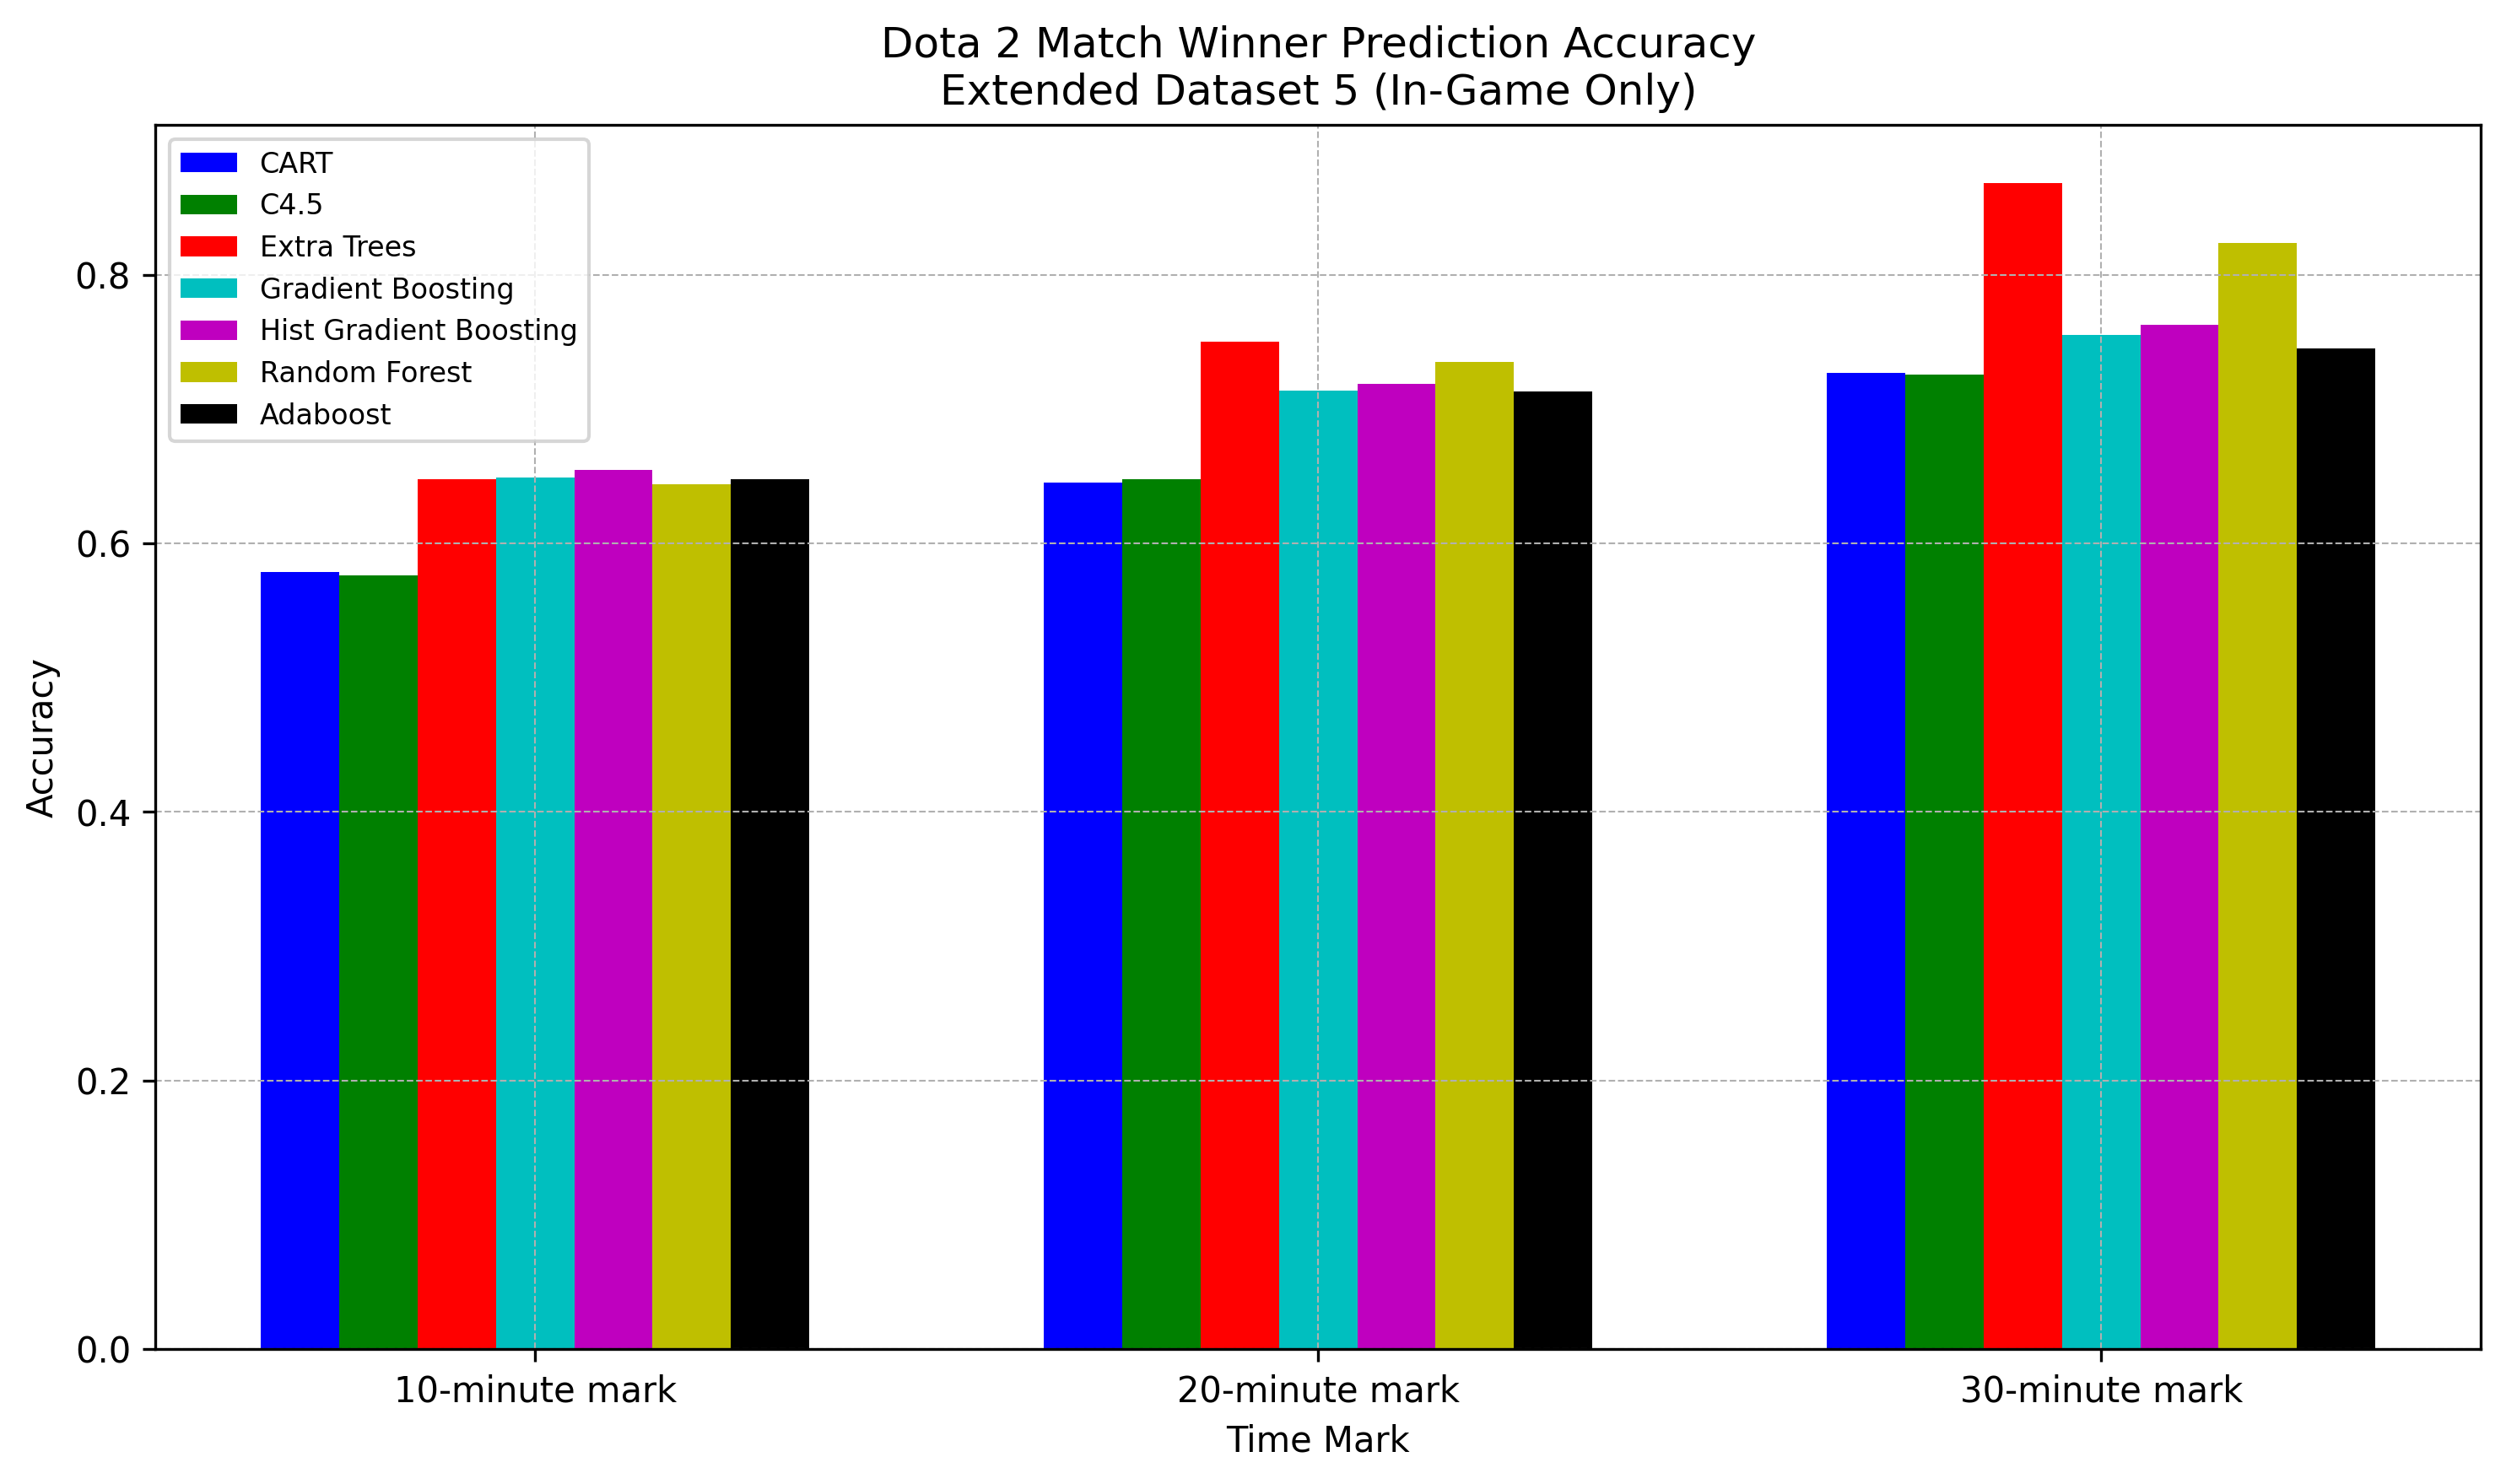 Dota 2 Match Winner Prediction Accuracy
Extended Dataset 5 (In-Game Only)
CART
C4.5
Extra Trees
Gradient Boosting
Hist Gradient Boosting
Random Forest
Adaboost
0.8
0.6
0.4
0.2
0.0
Accuracy
10-minute mark
20-minute mark
30-minute mark
Time Mark